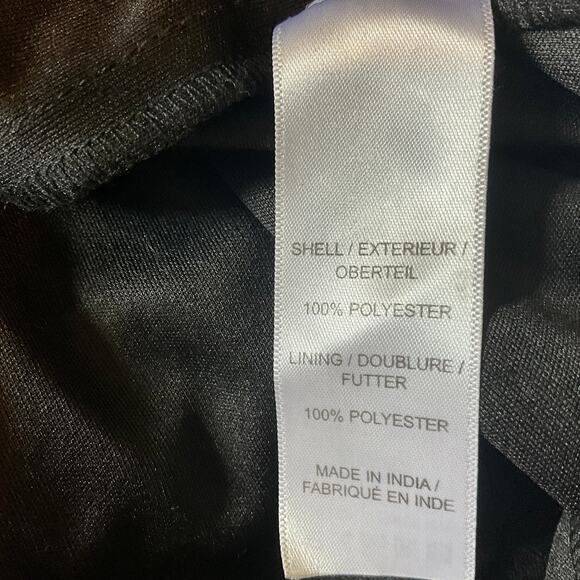 SHELL / EXTERIEUR /
OBERTEIL
100% POLYESTER
LINING / DOUBLURE /
FUTTER
100% POLYESTER
MADE IN INDIA /
FABRIQUÉ EN INDE